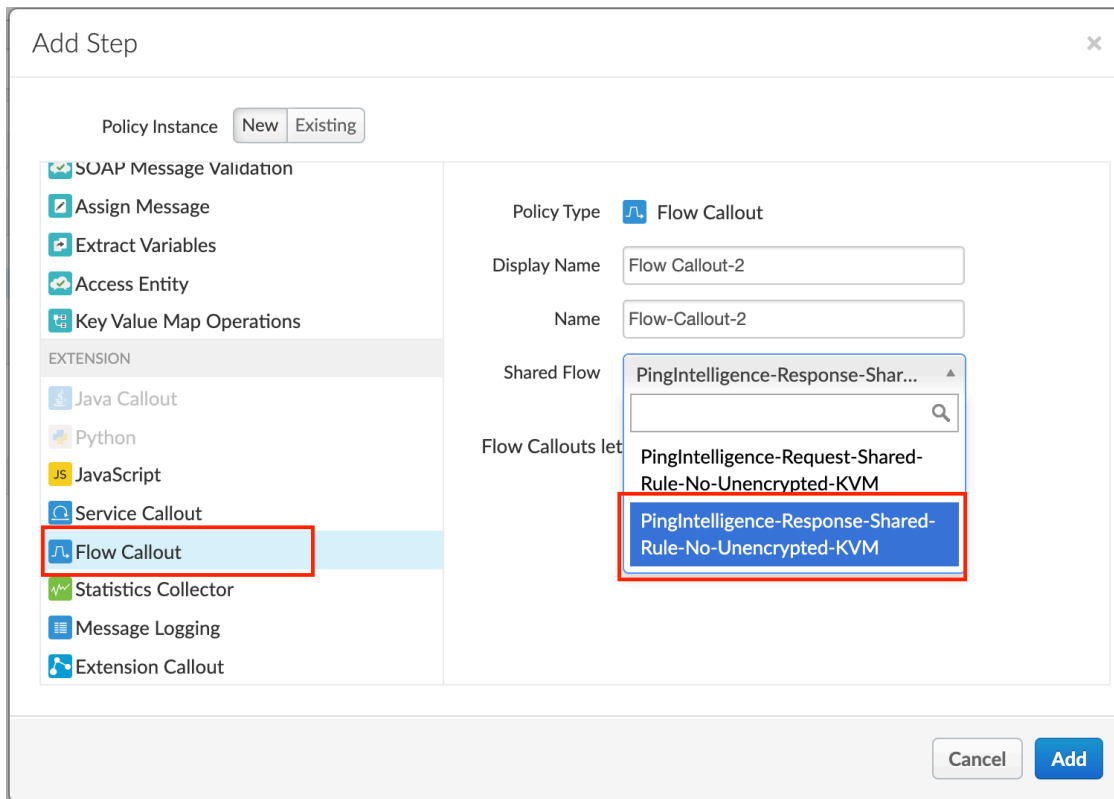 Add Step
×
Policy Instance New Existing
SOAP Message Validation
Assign Message
Extract Variables
Access Entity
Key Value Map Operations
EXTENSION
Java Callout
Python
JS JavaScript
Service Callout
Flow Callout
Statistics Collector
Message Logging
Extension Callout
Policy Type Flow Callout
Display Name Flow Callout-2
Name Flow-Callout-2
Shared Flow PingIntelligence-Response-Shar...
Flow Callouts let
PingIntelligence-Request-Shared-
Rule-No-Unencrypted-KVM
PingIntelligence-Response-Shared-
Rule-No-Unencrypted-KVM
Cancel Add